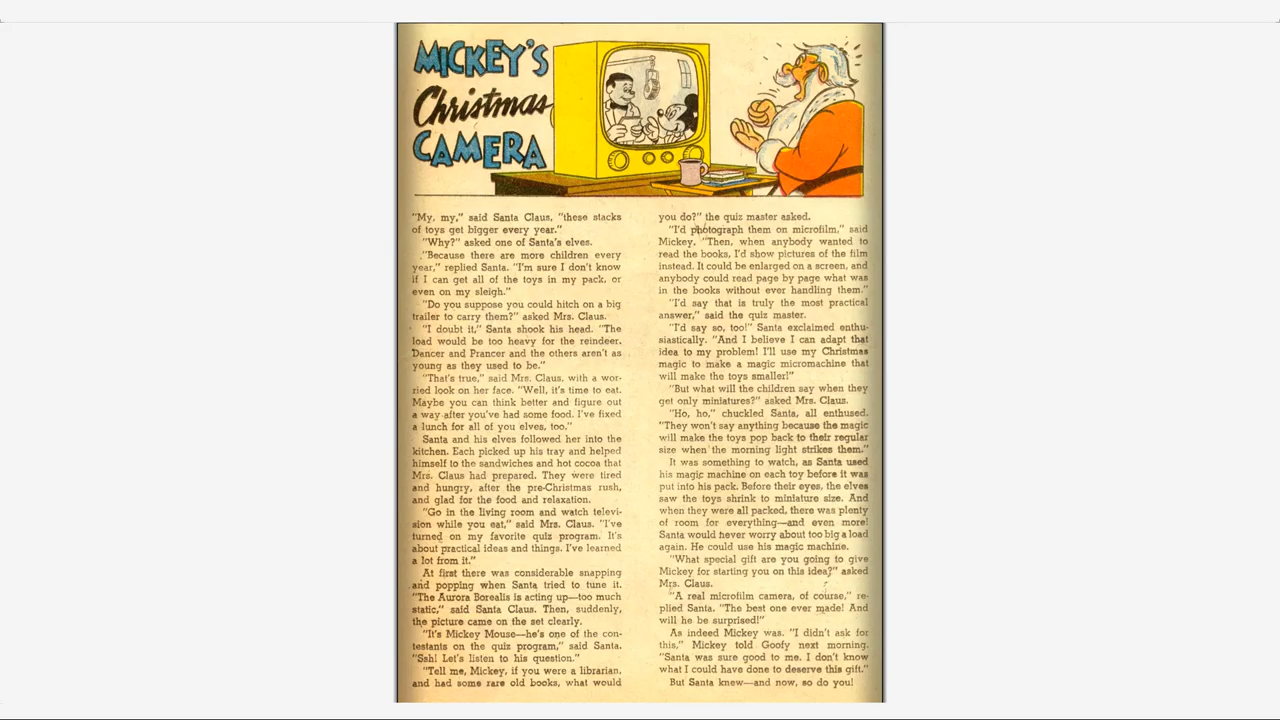 MICKEY'S
Christmas
CAMERA
"My, my," said Santa Claus, "these stacks
of toys get bigger every year."
"Why?" asked one of Santa's elves.
"Because there are more children every
year," replied Santa. "I'm sure I don't know
if I can get all of the toys in my pack, or
even on my sleigh."
"Do you suppose you could hitch on a big
trailer to carry them?" asked Mrs. Claus.
"I doubt it," Santa shook his head. "The
load would be too heavy for the reindeer.
Dancer and Prancer and the others aren't as
young as they used to be."
"That's true," said Mrs. Claus, with a wor-
ried look on her face. "Well, it's time to eat.
Maybe you can think better and figure out
a way after you've had some food. I've fixed
a lunch for all of you elves, too."
Santa and his elves followed her into the
kitchen. Each picked up his tray and helped
himself to the sandwiches and hot cocoa that
Mrs. Claus had prepared. They were tired
and hungry, after the pre-Christmas rush,
and glad for the food and relaxation.
"Go in the living room and watch televi-
sion while you eat," said Mrs. Claus. "I've
turned on my favorite quiz program. It's
about practical ideas and things. I've learned
a lot from it."
At first there was considerable snapping
and popping when Santa tried to tune it.
"The Aurora Borealis is acting up—too much
static," said Santa Claus. Then, suddenly,
the picture came on the set clearly.
"It's Mickey Mouse—he's one of the con-
testants on the quiz program," said Santa.
"Ssh! Let's listen to his question."
"Tell me, Mickey, if you were a librarian,
and had some rare old books, what would
you do?" the quiz master asked.
"I'd photograph them on microfilm," said
Mickey. "Then, when anybody wanted to
read the books, I'd show pictures of the film
instead. It could be enlarged on a screen, and
anybody could read page by page what was
in the books without ever handling them."
"I'd say that is truly the most practical
answer," said the quiz master.
"I'd say so, too!" Santa exclaimed enthu-
siastically. "And I believe I can adapt that
idea to my problem! I'll use my Christmas
magic to make a magic micromachine that
will make the toys smaller!"
"But what will the children say when they
get only miniatures?" asked Mrs. Claus.
"Ho, ho," chuckled Santa, all enthused.
"They won't say anything because the magic
will make the toys pop back to their regular
size when the morning light strikes them."
It was something to watch, as Santa used
his magic machine on each toy before it was
put into his pack. Before their eyes, the elves
saw the toys shrink to miniature size. And
when they were all packed, there was plenty
of room for everything—and even more!
Santa would never worry about too big a load
again. He could use his magic machine.
"What special gift are you going to give
Mickey for starting you on this idea?" asked
Mrs. Claus.
"A real microfilm camera, of course," re-
plied Santa. "The best one ever made! And
will he be surprised!"
As indeed Mickey was. "I didn't ask for
this," Mickey told Goofy next morning.
"Santa was sure good to me. I don't know
what I could have done to deserve this gift."
But Santa knew—and now, so do you!